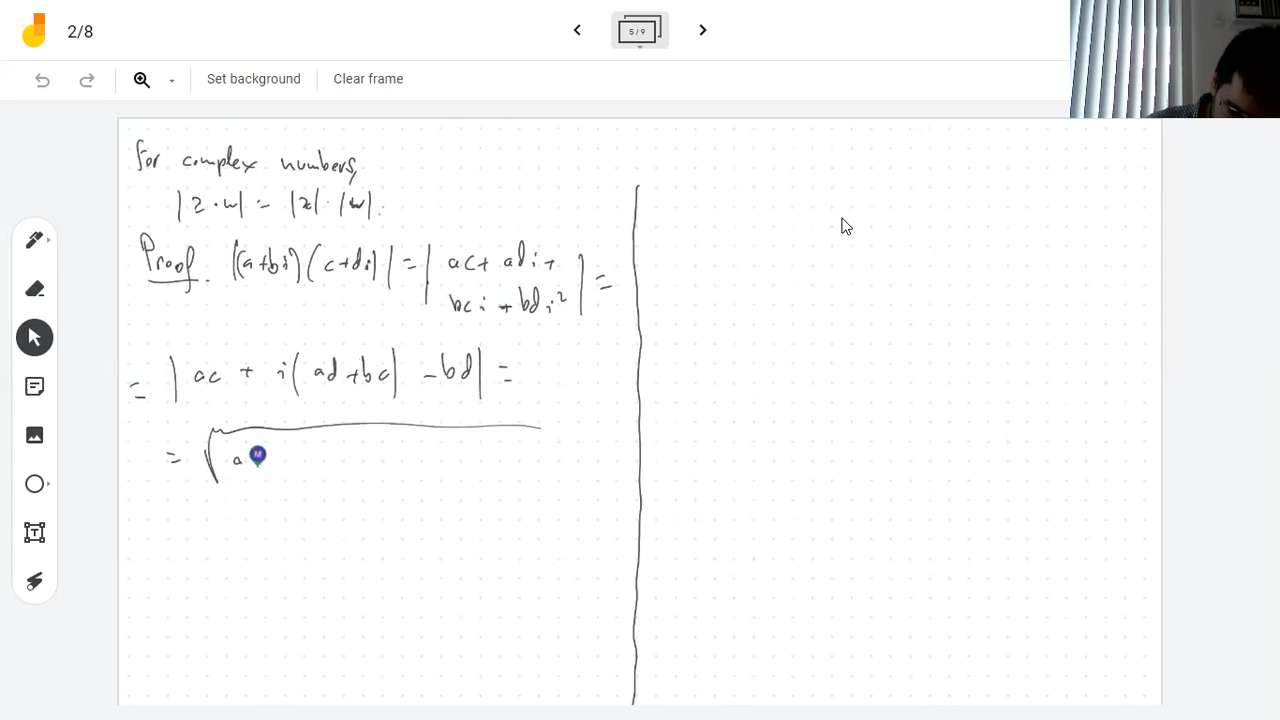 2/8
5 / 9
Set background
Clear frame
For complex numbers,
|z · w| = |z| · |w|.
Proof. |(a+bi)(c+di)| = | ac + adi +
bci + bdi² | =
= | ac + i(ad+bc) - bd | =
= √a
M